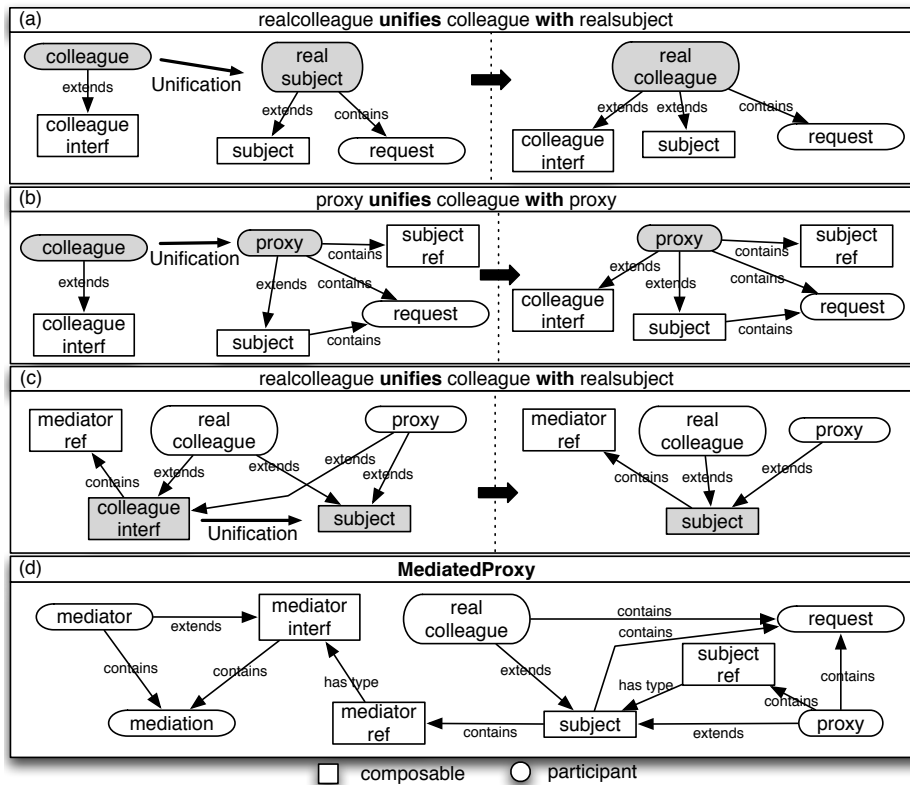 (a) realcolleague unifies colleague with realsubject
colleague
extends
colleague
interf
Unification
real
subject
extends
contains
subject
request
real
colleague
extends
extends
contains
colleague
interf
subject
request
(b) proxy unifies colleague with proxy
colleague
extends
colleague
interf
Unification
proxy
contains
subject
ref
extends
contains
request
subject
contains
proxy
contains
subject
ref
extends
extends
contains
colleague
interf
subject
contains
request
(c) realcolleague unifies colleague with realsubject
mediator
ref
real
colleague
proxy
contains
extends
extends
extends
extends
colleague
interf
Unification
subject
mediator
ref
real
colleague
proxy
contains
extends
extends
subject
(d) MediatedProxy
mediator
extends
mediator
interf
contains
contains
mediation
has type
mediator
ref
real
colleague
contains
contains
request
extends
subject
ref
has type
contains
contains
contains
subject
extends
proxy
composable
participant